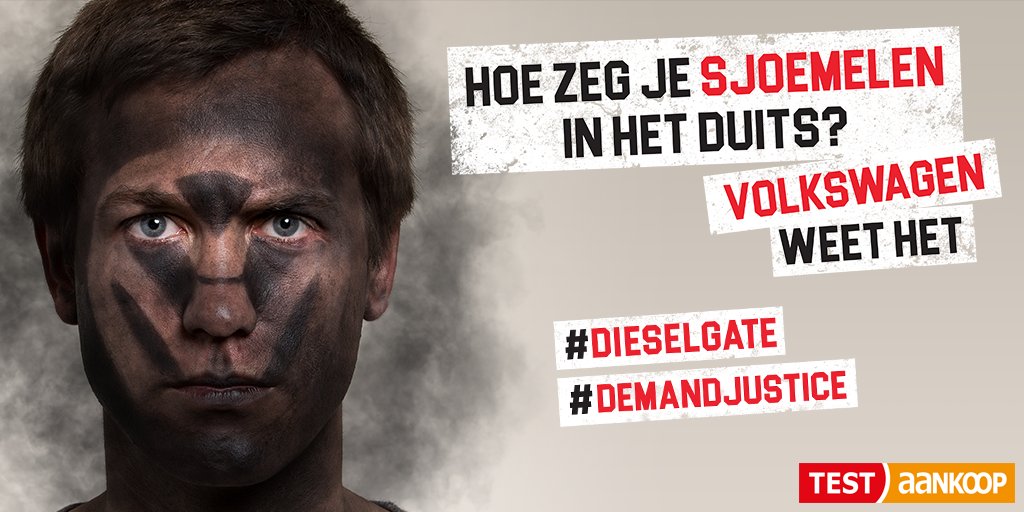 HOE ZEG JE SJOEMELEN
IN HET DUITS?
VOLKSWAGEN
WEET HET
#DIESELGATE
#DEMANDJUSTICE
TEST aankoop